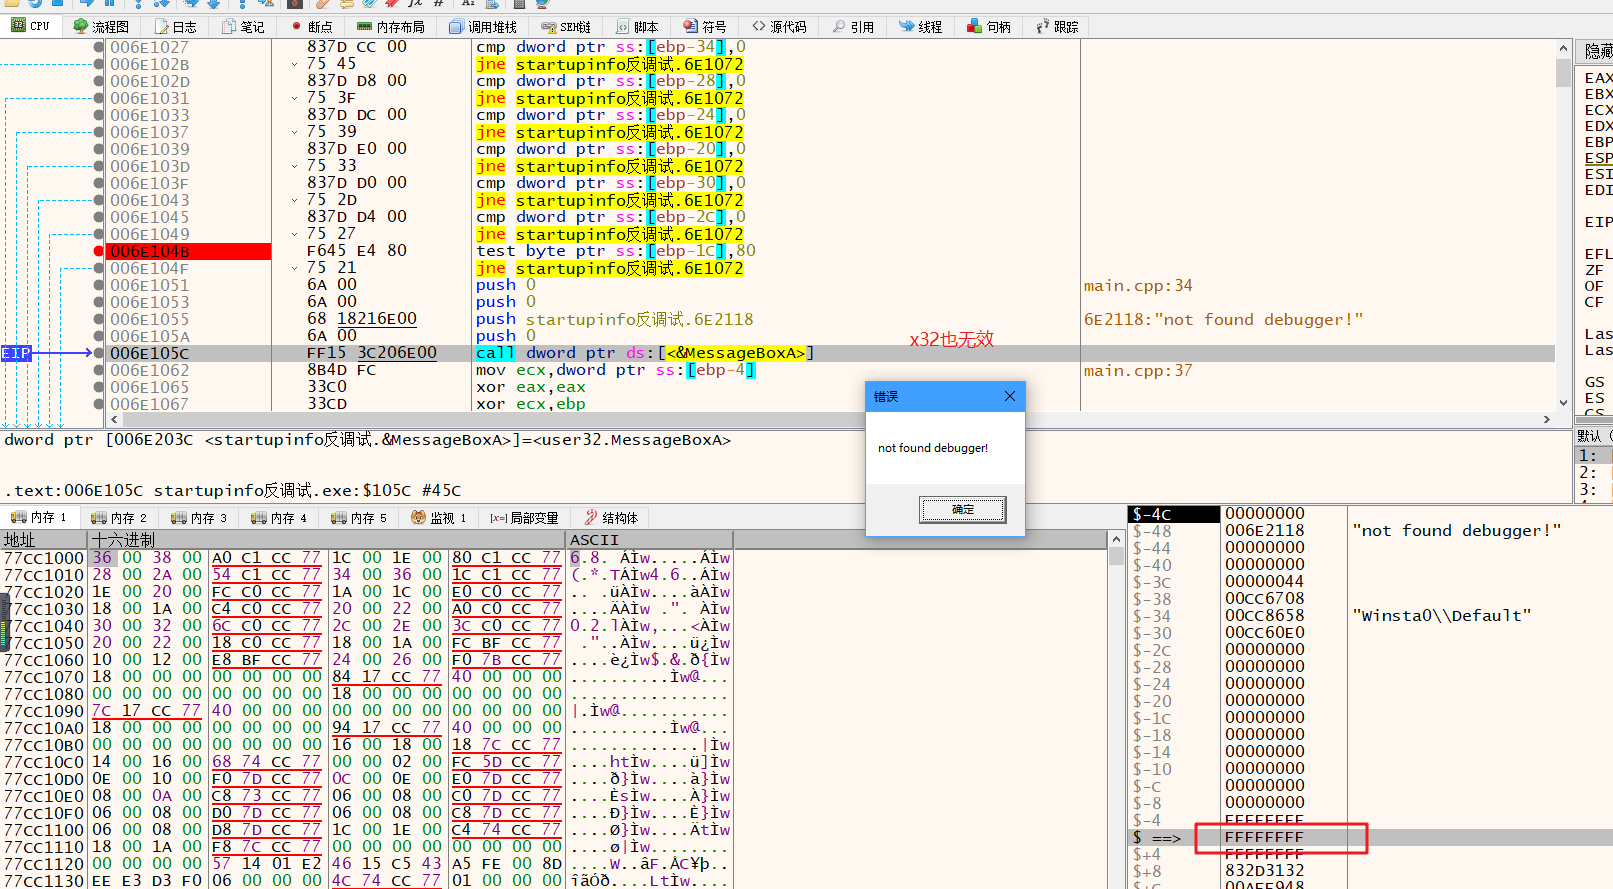 CPU 流程图 日志 笔记 断点 内存布局 调用堆栈 SEH链 脚本 符号 源代码 引用 线程 句柄 跟踪
隐藏
006E1027 837D CC 00 cmp dword ptr ss:[ebp-34],0
006E102B 75 45 jne startupinfo反调试.6E1072
006E102D 837D D8 00 cmp dword ptr ss:[ebp-28],0
006E1031 75 3F jne startupinfo反调试.6E1072
006E1033 837D DC 00 cmp dword ptr ss:[ebp-24],0
006E1037 75 39 jne startupinfo反调试.6E1072
006E1039 837D E0 00 cmp dword ptr ss:[ebp-20],0
006E103D 75 33 jne startupinfo反调试.6E1072
006E103F 837D D0 00 cmp dword ptr ss:[ebp-30],0
006E1043 75 2D jne startupinfo反调试.6E1072
006E1045 837D D4 00 cmp dword ptr ss:[ebp-2C],0
006E1049 75 27 jne startupinfo反调试.6E1072
006E104B F645 E4 80 test byte ptr ss:[ebp-1C],80
006E104F 75 21 jne startupinfo反调试.6E1072
006E1051 6A 00 push 0 main.cpp:34
006E1053 6A 00 push 0
006E1055 68 18216E00 push startupinfo反调试.6E2118 6E2118:"not found debugger!"
006E105A 6A 00 push 0
x32也无效
EIP 006E105C FF15 3C206E00 call dword ptr ds:[<&MessageBoxA>]
006E1062 8B4D FC mov ecx,dword ptr ss:[ebp-4] main.cpp:37
006E1065 33C0 xor eax,eax
006E1067 33CD xor ecx,ebp
EAX
EBX
ECX
EDX
EBP
ESP
ESI
EDI
EIP
EFL
ZF
OF
CF
Las
Las
GS
ES
错误
not found debugger!
确定
dword ptr [006E203C <startupinfo反调试.&MessageBoxA>]=<user32.MessageBoxA>
.text:006E105C startupinfo反调试.exe:$105C #45C
默认 (
1:
2:
3:
内存 1 内存 2 内存 3 内存 4 内存 5 监视 1 [x=] 局部变量 结构体
地址 十六进制 ASCII
77CC1000 36 00 38 00 A0 C1 CC 77 1C 00 1E 00 80 C1 CC 77 6.8. ÁÌw.....ÁÌw
77CC1010 28 00 2A 00 54 C1 CC 77 34 00 36 00 1C C1 CC 77 (.*.TÁÌw4.6..ÁÌw
77CC1020 1E 00 20 00 FC C0 CC 77 1A 00 1C 00 E0 C0 CC 77 .. .üÀÌw....àÀÌw
77CC1030 18 00 1A 00 C4 C0 CC 77 20 00 22 00 A0 C0 CC 77 ....ÄÀÌw .". ÀÌw
77CC1040 30 00 32 00 6C C0 CC 77 2C 00 2E 00 3C C0 CC 77 0.2.lÀÌw,...<ÀÌw
77CC1050 20 00 22 00 18 C0 CC 77 18 00 1A 00 FC BF CC 77 .".ÀÌw....ü¿Ìw
77CC1060 10 00 12 00 E8 BF CC 77 24 00 26 00 F0 7B CC 77 ....è¿Ìw$.&.ð{Ìw
77CC1070 18 00 00 00 00 00 00 00 84 17 CC 77 40 00 00 00 ..........Ìw@...
77CC1080 00 00 00 00 00 00 00 00 18 00 00 00 00 00 00 00 ................
77CC1090 7C 17 CC 77 40 00 00 00 00 00 00 00 00 00 00 00 |.Ìw@...........
77CC10A0 18 00 00 00 00 00 00 00 94 17 CC 77 40 00 00 00 ..........Ìw@...
77CC10B0 00 00 00 00 00 00 00 00 16 00 18 00 18 7C CC 77 .............|Ìw
77CC10C0 14 00 16 00 68 74 CC 77 00 00 02 00 FC 5D CC 77 ....htÌw....ü]Ìw
77CC10D0 0E 00 10 00 F0 7D CC 77 0C 00 0E 00 E0 7D CC 77 ....ð}Ìw....à}Ìw
77CC10E0 08 00 0A 00 C8 73 CC 77 06 00 08 00 C0 7D CC 77 ....ÈsÌw....À}Ìw
77CC10F0 06 00 08 00 D0 7D CC 77 06 00 08 00 C8 7D CC 77 ....Ð}Ìw....È}Ìw
77CC1100 06 00 08 00 D8 7D CC 77 1C 00 1E 00 C4 74 CC 77 ....Ø}Ìw....ÄtÌw
77CC1110 18 00 1A 00 F8 7C CC 77 00 00 00 00 00 00 00 00 ....ø|Ìw........
77CC1120 00 00 00 00 57 14 01 E2 46 15 C5 43 A5 FE 00 8D ....W..âF.ÅC¥þ..
77CC1130 EE E3 D3 F0 06 00 00 00 4C 74 CC 77 01 00 00 00 îãÓð....LtÌw....
$-4C 00000000
$-48 006E2118 "not found debugger!"
$-44 00000000
$-40 00000000
$-3C 00000044
$-38 00CC6708
$-34 00CC8658 "Winsta0\\Default"
$-30 00CC60E0
$-2C 00000000
$-28 00000000
$-24 00000000
$-20 00000000
$-1C 00000000
$-18 00000000
$-14 00000000
$-10 00000000
$-C 00000000
$-8 00000000
$-4 FFFFFFFF
$ ==> FFFFFFFF
$+4 FFFFFFFF
$+8 832D3132
$+C 00AFF948